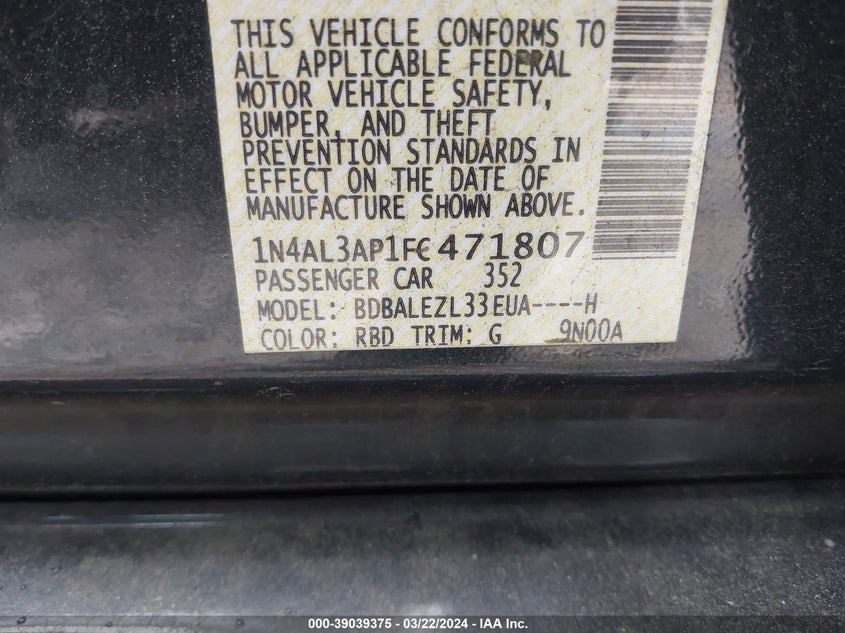 THIS VEHICLE CONFORMS TO
ALL APPLICABLE FEDERAL
MOTOR VEHICLE SAFETY,
BUMPER, AND THEFT
PREVENTION STANDARDS IN
EFFECT ON THE DATE OF
MANUFACTURE SHOWN ABOVE.
1N4AL3AP1FC471807
PASSENGER CAR 352
MODEL: BDBALEZL33EUA----H
COLOR: RBD TRIM: G 9N00A
000-39039375 - 03/22/2024 - IAA Inc.